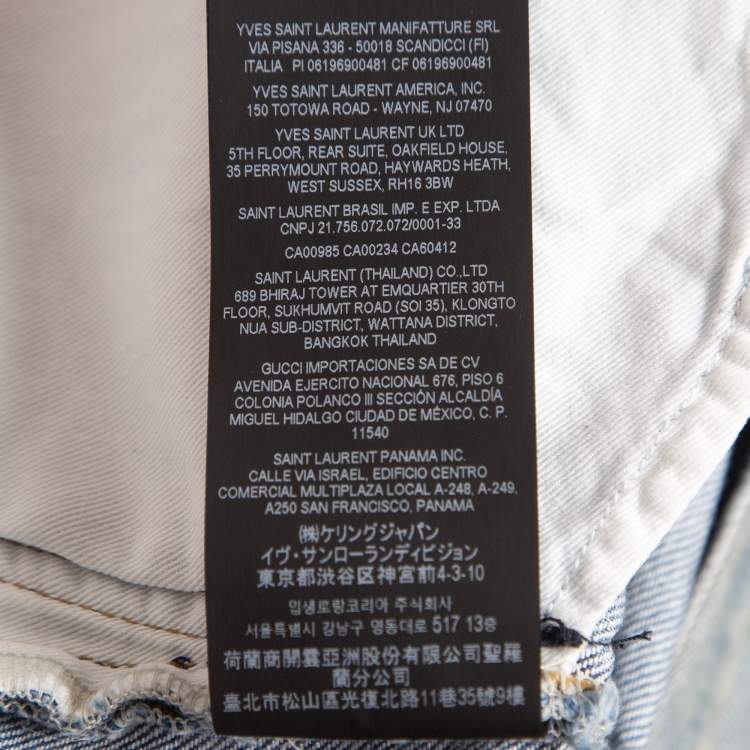 YVES SAINT LAURENT MANIFATTURE SRL
VIA PISANA 336 - 50018 SCANDICCI (FI)
ITALIA PI 06196900481 CF 06196900481
YVES SAINT LAURENT AMERICA, INC.
150 TOTOWA ROAD - WAYNE, NJ 07470
YVES SAINT LAURENT UK LTD
5TH FLOOR, REAR SUITE, OAKFIELD HOUSE,
35 PERRYMOUNT ROAD, HAYWARDS HEATH,
WEST SUSSEX, RH16 3BW
SAINT LAURENT BRASIL IMP. E EXP. LTDA
CNPJ 21.756.072.072/0001-33
CA00985 CA00234 CA60412
SAINT LAURENT (THAILAND) CO.,LTD
689 BHIRAJ TOWER AT EMQUARTIER 30TH
FLOOR, SUKHUMVIT ROAD (SOI 35), KLONGTO
NUA SUB-DISTRICT, WATTANA DISTRICT,
BANGKOK THAILAND
GUCCI IMPORTACIONES SA DE CV
AVENIDA EJERCITO NACIONAL 676, PISO 6
COLONIA POLANCO III SECCIÓN ALCALDÍA
MIGUEL HIDALGO CIUDAD DE MÉXICO, C. P.
11540
SAINT LAURENT PANAMA INC.
CALLE VIA ISRAEL, EDIFICIO CENTRO
COMERCIAL MULTIPLAZA LOCAL A-248, A-249,
A250 SAN FRANCISCO, PANAMA
(株)ケリングジャパン
イヴ・サンローランディビジョン
東京都渋谷区神宮前4-3-10
입생로랑코리아 주식회사
서울특별시 강남구 영동대로 517 13층
荷蘭商開雲亞洲股份有限公司聖羅
蘭分公司
臺北市松山區光復北路11巷35號9樓